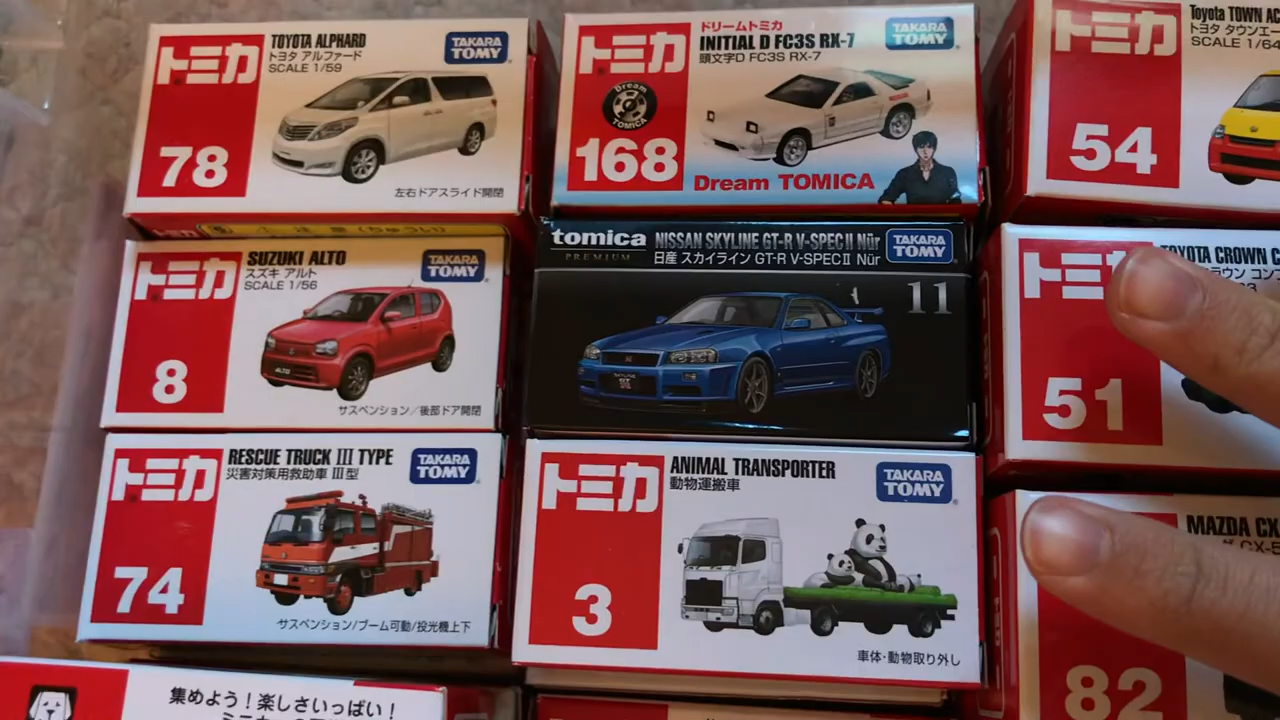 トミカ
78
TOYOTA ALPHARD
トヨタ アルファード
SCALE 1/59
TAKARA TOMY
左右ドアスライド開閉
トミカ
Dream TOMICA
168
ドリームトミカ
INITIAL D FC3S RX-7
頭文字D FC3S RX-7
TAKARA TOMY
Dream TOMICA
トミカ
54
Toyota TOWN
トヨタ タウンエー
SCALE 1/64
トミカ
8
SUZUKI ALTO
スズキ アルト
SCALE 1/56
TAKARA TOMY
サスペンション/後部ドア開閉
tomica
PREMIUM
NISSAN SKYLINE GT-R V-SPEC II Nür
日産 スカイライン GT-R V-SPEC II Nür
TAKARA TOMY
11
51
TOYOTA CROWN
トミカ
74
RESCUE TRUCK III TYPE
災害対策用救助車 III型
TAKARA TOMY
サスペンション/ブーム可動/投光機上下
トミカ
3
ANIMAL TRANSPORTER
動物運搬車
TAKARA TOMY
車体・動物取り外し
82
MAZDA
集めよう!楽しさいっぱい!